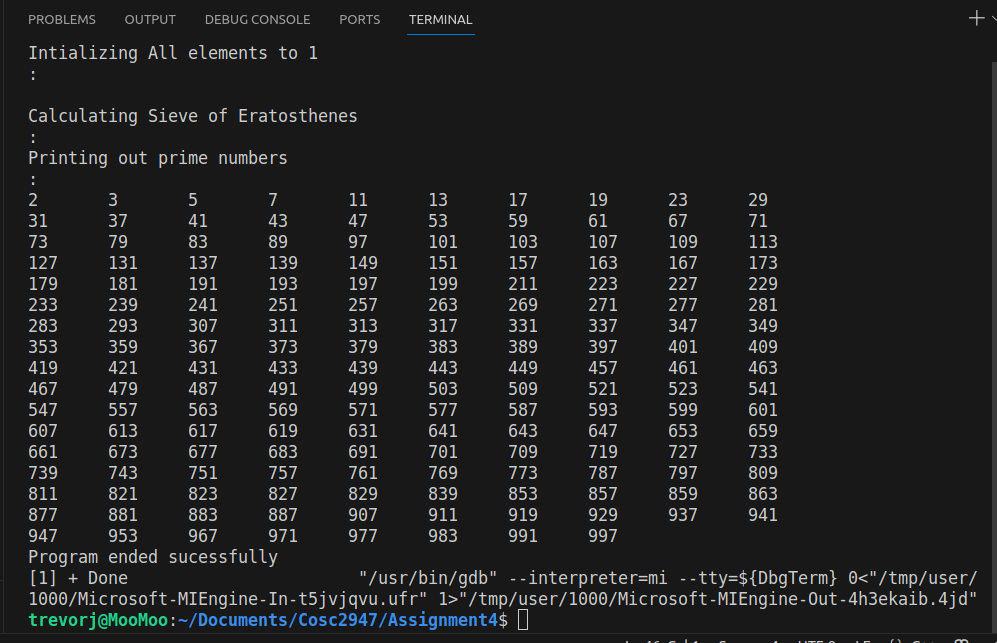 PROBLEMS OUTPUT DEBUG CONSOLE PORTS TERMINAL
Intializing All elements to 1
:
Calculating Sieve of Eratosthenes
:
Printing out prime numbers
:
2 3 5 7 11 13 17 19 23 29
31 37 41 43 47 53 59 61 67 71
73 79 83 89 97 101 103 107 109 113
127 131 137 139 149 151 157 163 167 173
179 181 191 193 197 199 211 223 227 229
233 239 241 251 257 263 269 271 277 281
283 293 307 311 313 317 331 337 347 349
353 359 367 373 379 383 389 397 401 409
419 421 431 433 439 443 449 457 461 463
467 479 487 491 499 503 509 521 523 541
547 557 563 569 571 577 587 593 599 601
607 613 617 619 631 641 643 647 653 659
661 673 677 683 691 701 709 719 727 733
739 743 751 757 761 769 773 787 797 809
811 821 823 827 829 839 853 857 859 863
877 881 883 887 907 911 919 929 937 941
947 953 967 971 977 983 991 997
Program ended sucessfully
[1] + Done "/usr/bin/gdb" --interpreter=mi --tty=${DbgTerm} 0<"/tmp/user/
1000/Microsoft-MIEngine-In-t5jvjqvu.ufr" 1>"/tmp/user/1000/Microsoft-MIEngine-Out-4h3ekaib.4jd"
trevorj@MooMoo:~/Documents/Cosc2947/Assignment4$